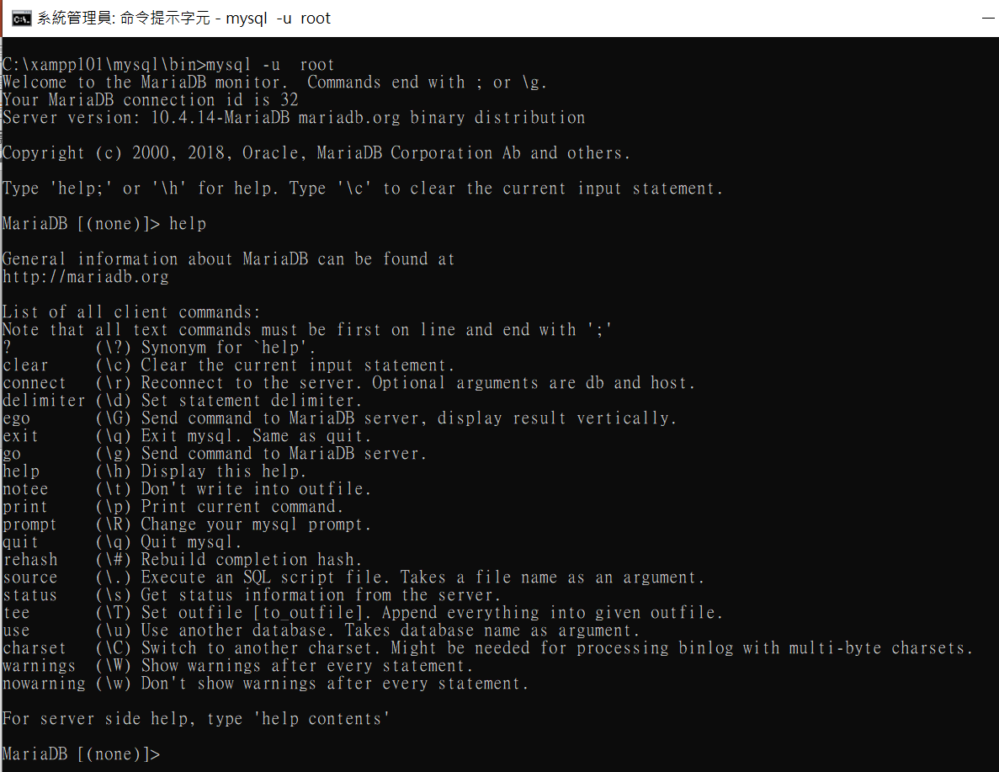 系統管理員: 命令提示字元 - mysql  -u  root
C:\xampp101\mysql\bin>mysql -u  root
Welcome to the MariaDB monitor.  Commands end with ; or \g.
Your MariaDB connection id is 32
Server version: 10.4.14-MariaDB mariadb.org binary distribution
Copyright (c) 2000, 2018, Oracle, MariaDB Corporation Ab and others.
Type 'help;' or '\h' for help. Type '\c' to clear the current input statement.
MariaDB [(none)]> help
General information about MariaDB can be found at
http://mariadb.org
List of all client commands:
Note that all text commands must be first on line and end with ';'
?         (\?) Synonym for `help'.
clear     (\c) Clear the current input statement.
connect   (\r) Reconnect to the server. Optional arguments are db and host.
delimiter (\d) Set statement delimiter.
ego       (\G) Send command to MariaDB server, display result vertically.
exit      (\q) Exit mysql. Same as quit.
go        (\g) Send command to MariaDB server.
help      (\h) Display this help.
notee     (\t) Don't write into outfile.
print     (\p) Print current command.
prompt    (\R) Change your mysql prompt.
quit      (\q) Quit mysql.
rehash    (\#) Rebuild completion hash.
source    (\.) Execute an SQL script file. Takes a file name as an argument.
status    (\s) Get status information from the server.
tee       (\T) Set outfile [to_outfile]. Append everything into given outfile.
use       (\u) Use another database. Takes database name as argument.
charset   (\C) Switch to another charset. Might be needed for processing binlog with multi-byte charsets.
warnings  (\W) Show warnings after every statement.
nowarning (\w) Don't show warnings after every statement.
For server side help, type 'help contents'
MariaDB [(none)]>